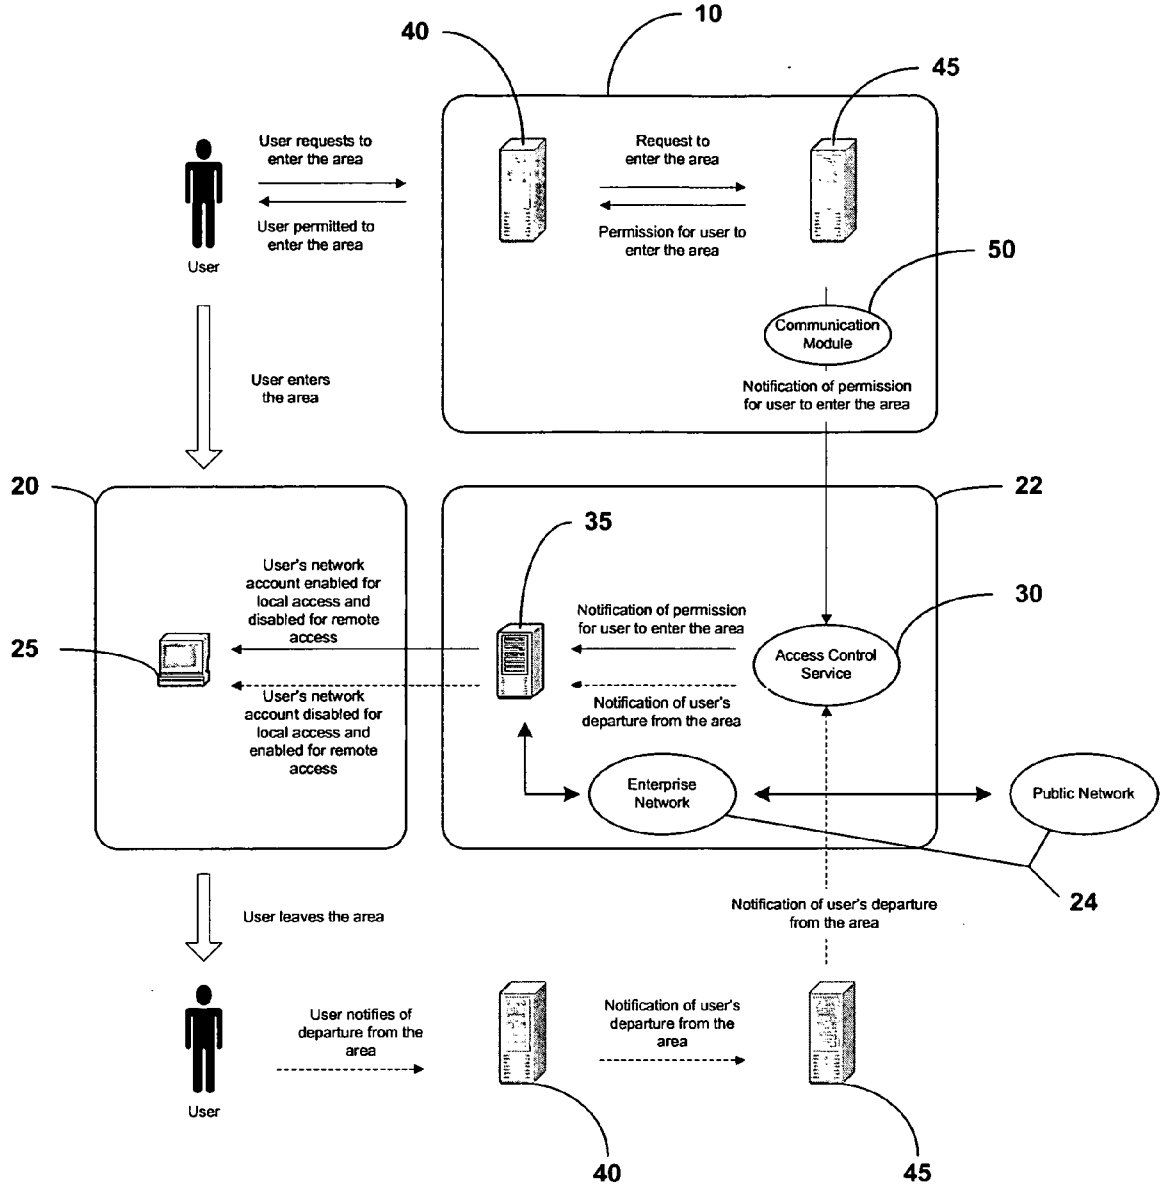 10
40
45
User requests to
enter the area
Request to
enter the area
User permitted to
enter the area
Permission for user to
enter the area
User
50
Communication
Module
User enters
the area
Notification of permission
for user to enter the area
20
22
35
User's network
account enabled for
local access and
disabled for remote
access
Notification of permission
for user to enter the area
30
25
Access Control
Service
User's network
account disabled for
local access and
enabled for remote
access
Notification of user's
departure from the area
Enterprise
Network
Public Network
24
User leaves the area
Notification of user's departure
from the area
User notifies of
departure from the
area
Notification of user's
departure from the
area
User
40
45